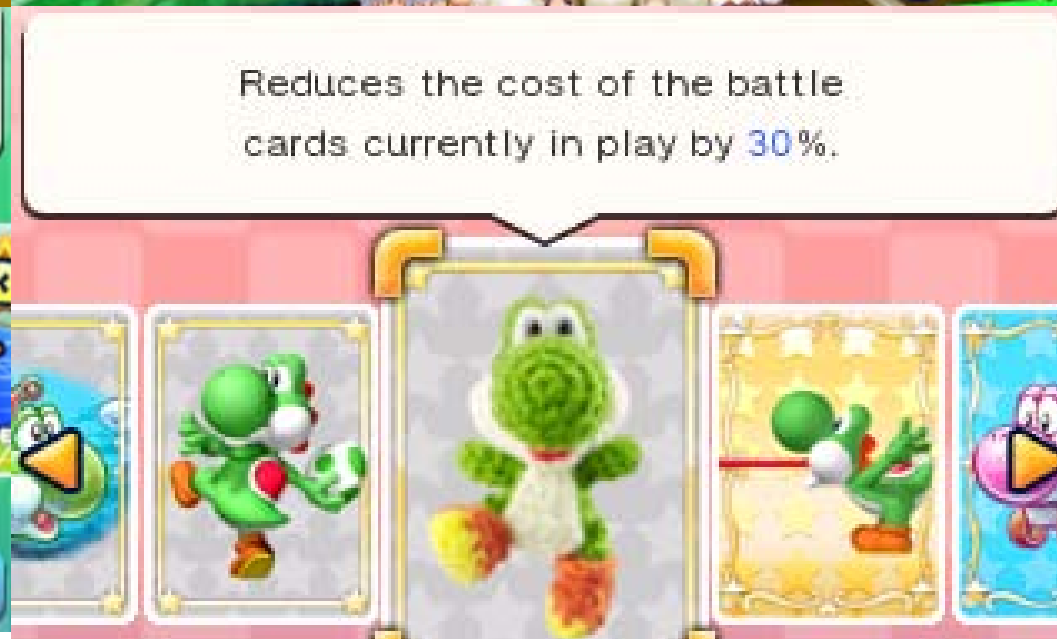 Reduces the cost of the battle
cards currently in play by 30%.